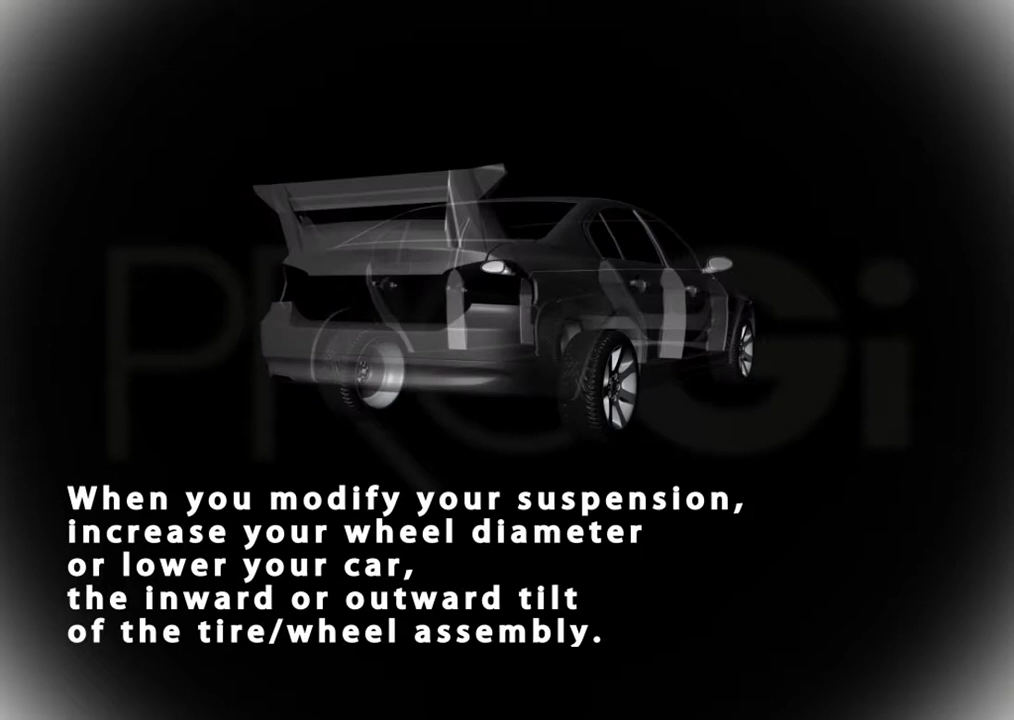 PROGi
When you modify your suspension,
increase your wheel diameter
or lower your car,
the inward or outward tilt
of the tire/wheel assembly.